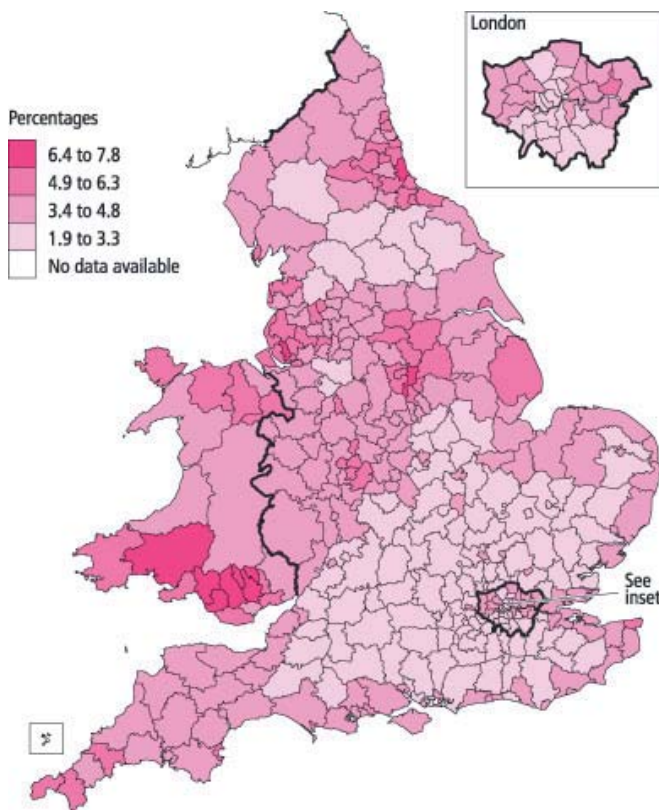 London
Percentages
6.4 to 7.8
4.9 to 6.3
3.4 to 4.8
1.9 to 3.3
No data available
See
inset